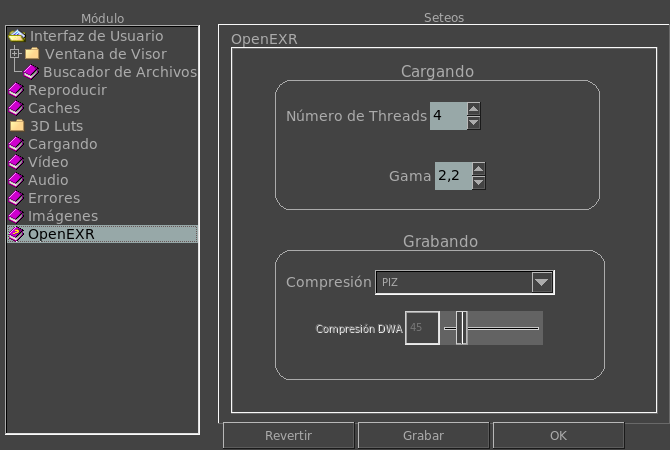 Módulo
Interfaz de Usuario
Ventana de Visor
Buscador de Archivos
Reproducir
Caches
3D Luts
Cargando
Vídeo
Audio
Errores
Imágenes
OpenEXR
Seteos
OpenEXR
Cargando
Número de Threads 4
Gama 2,2
Grabando
Compresión PIZ
Compresión DWA 45
Revertir Grabar OK